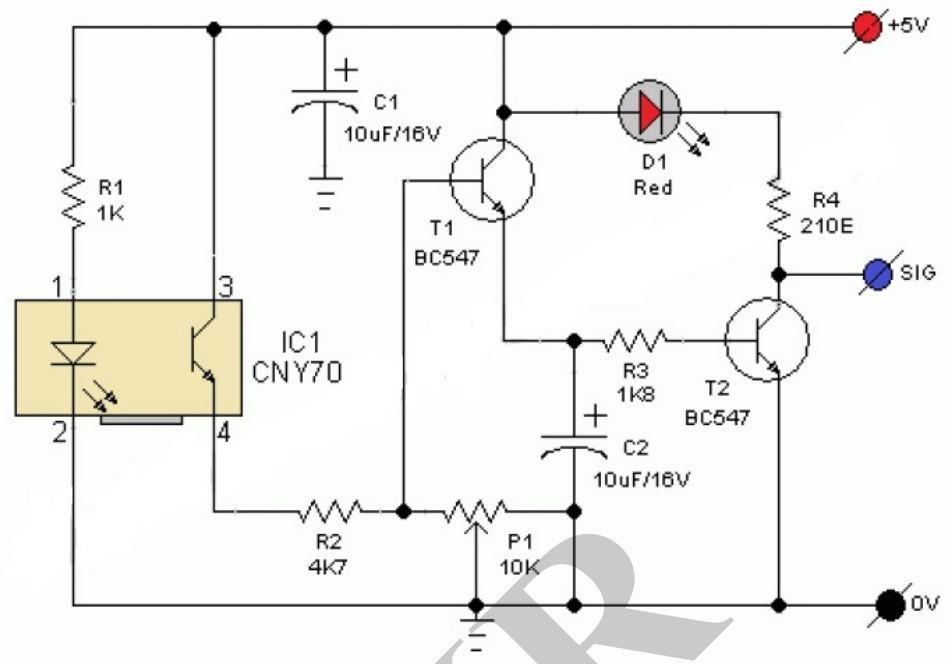 +5V
+
C1
10uF/16V
R1
1K
D1
Red
T1
BC547
R4
210E
SIG
1
3
IC1
CNY70
R3
1K8
T2
BC547
2
4
+
C2
10uF/16V
R2
4K7
P1
10K
0V